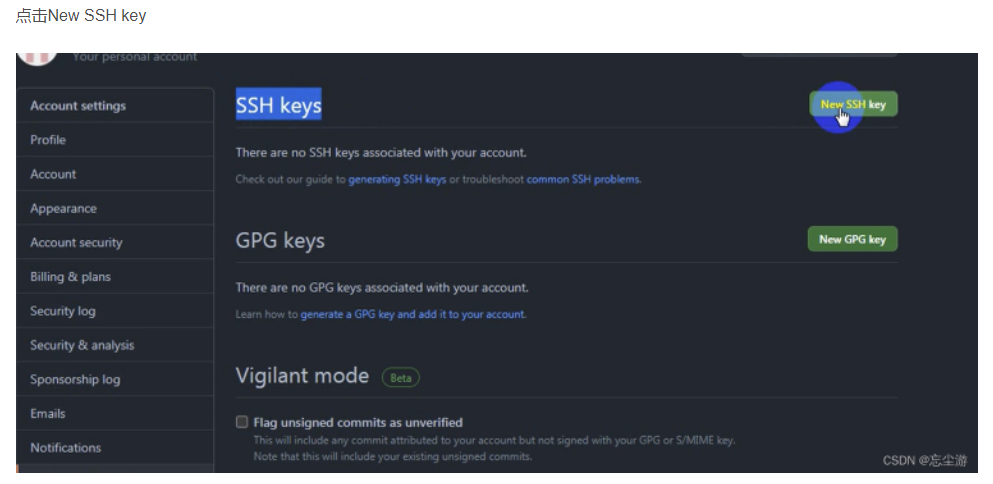 点击New SSH key
Your personal account
Account settings
Profile
Account
Appearance
Account security
Billing & plans
Security log
Security & analysis
Sponsorship log
Emails
Notifications
SSH keys
New SSH key
There are no SSH keys associated with your account.
Check out our guide to generating SSH keys or troubleshoot common SSH problems.
GPG keys
New GPG key
There are no GPG keys associated with your account.
Learn how to generate a GPG key and add it to your account.
Vigilant mode Beta
Flag unsigned commits as unverified
This will include any commit attributed to your account but not signed with your GPG or S/MIME key.
Note that this will include your existing unsigned commits.
CSDN @忘尘游